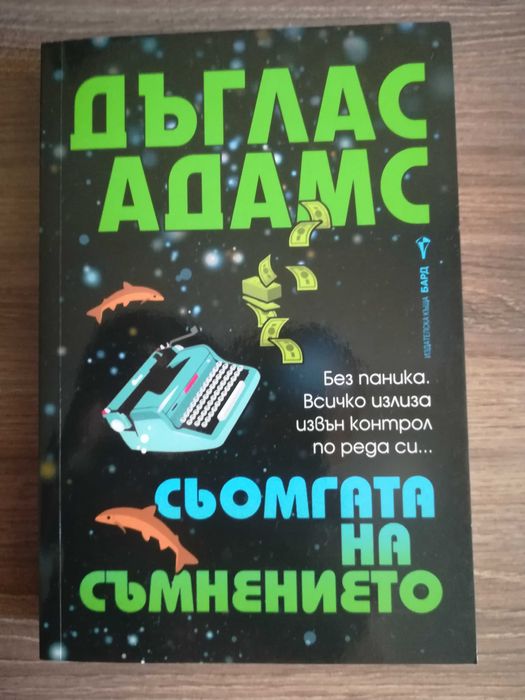 ДЪГЛАС
АДАМС
ИЗДАТЕЛСКА КЪЩА БАРД
Без паника.
Всичко излиза
извън контрол
по реда си...
СЬОМГАТА
НА
СЪМНЕНИЕТО